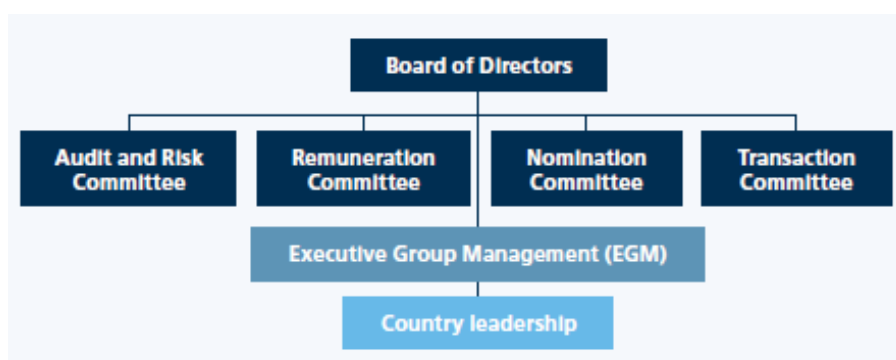 Board of Directors
Audit and Risk
Committee
Remuneration
Committee
Nomination
Committee
Transaction
Committee
Executive Group Management (EGM)
Country leadership